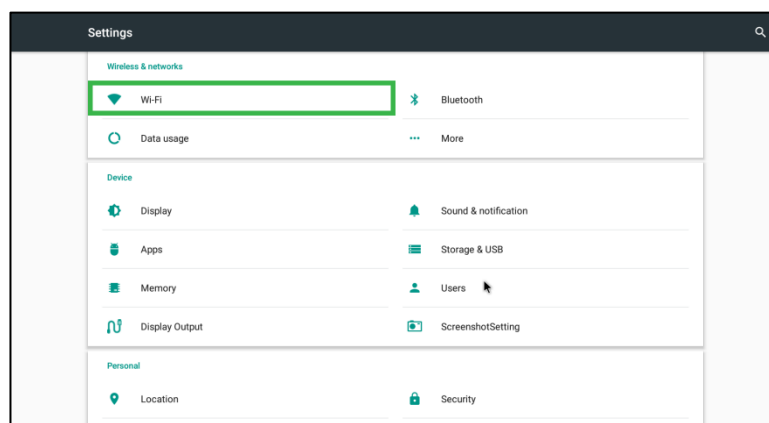 Settings
Wireless & networks
Wi-Fi
Bluetooth
Data usage
More
Device
Display
Sound & notification
Apps
Storage & USB
Memory
Users
Display Output
ScreenshotSetting
Personal
Location
Security